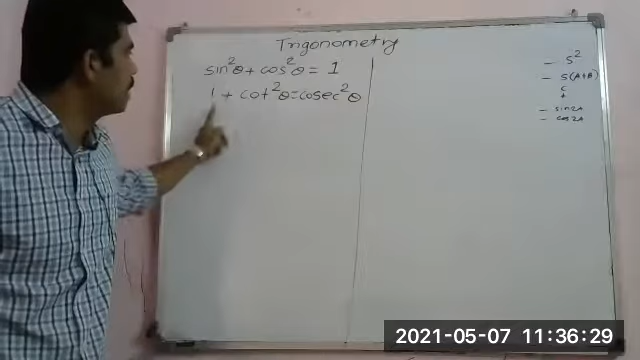 Trigonometry
sin²θ + cos²θ = 1
1 + cot²θ = cosec²θ
– S²
– S(A+B)
C
– sin2A
– cos2A
2021-05-07 11:36:29